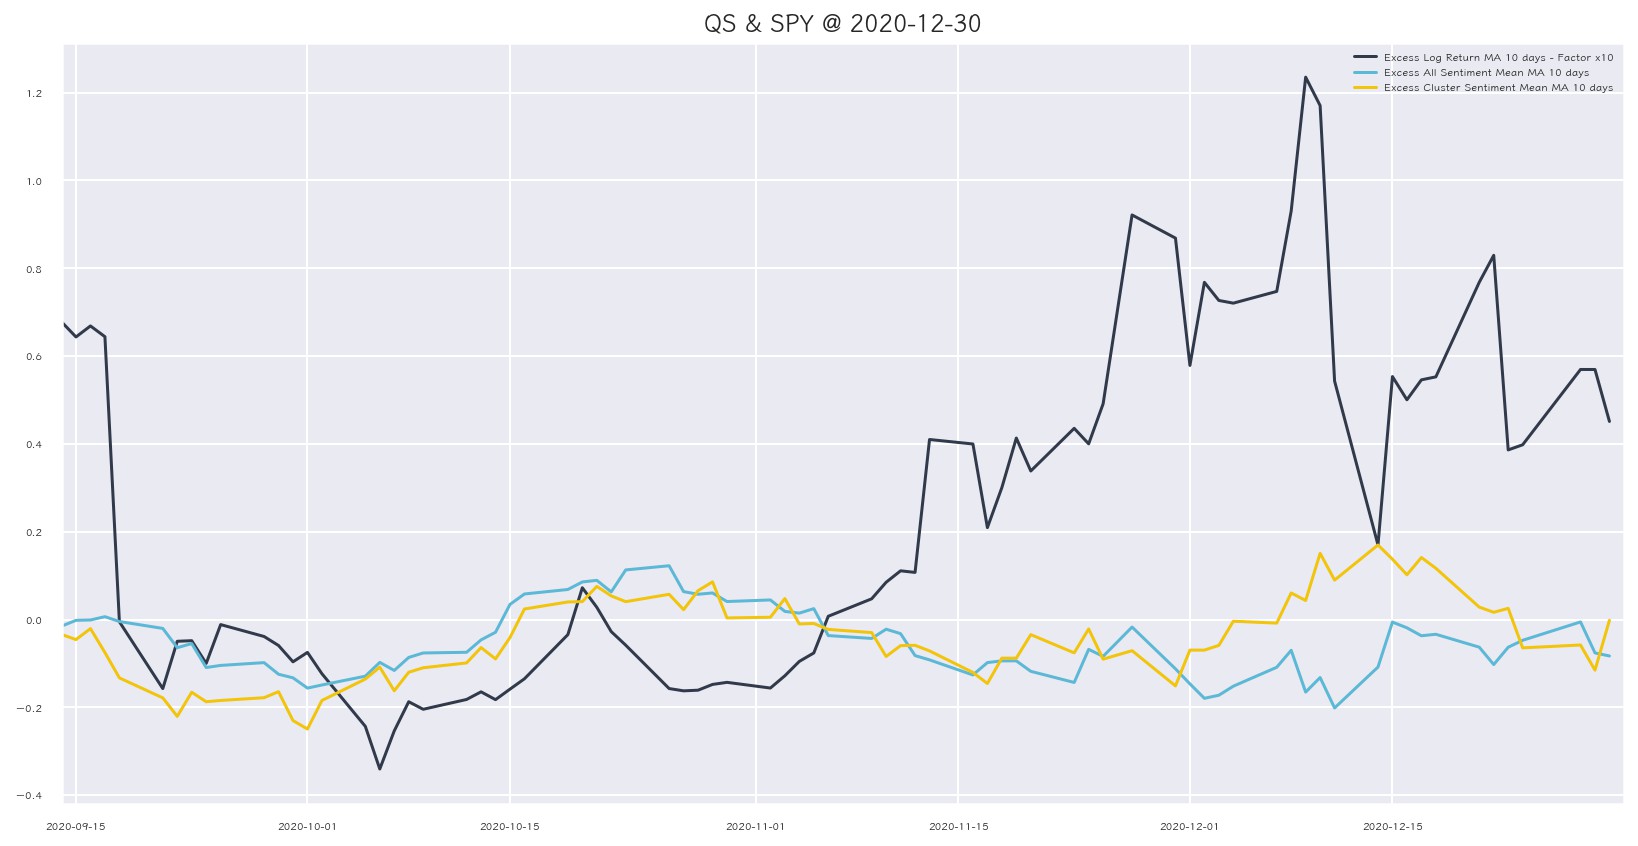 QS & SPY @ 2020-12-30
Excess Log Return MA 10 days - Factor x10
Excess All Sentiment Mean MA 10 days
Excess Cluster Sentiment Mean MA 10 days
1.2
1.0
0.8
0.6
0.4
0.2
0.0
−0.2
−0.4
2020-09-15 2020-10-01 2020-10-15 2020-11-01 2020-11-15 2020-12-01 2020-12-15